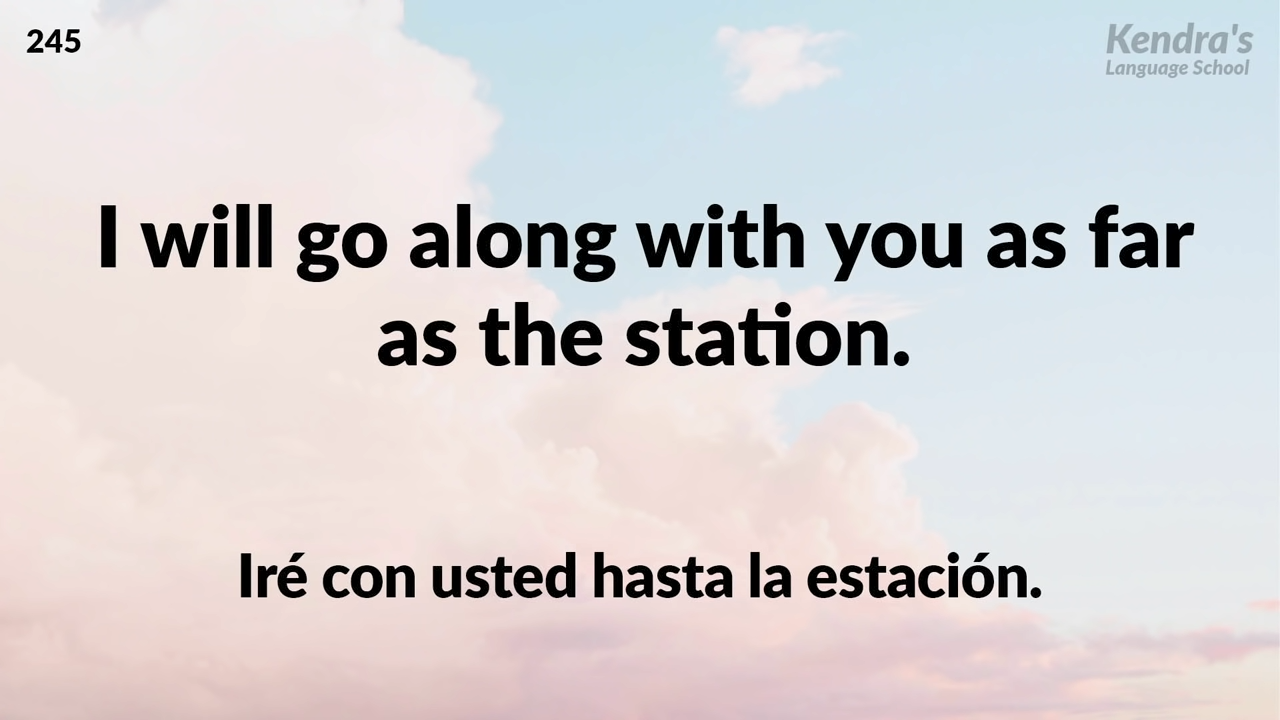 245
Kendra's
Language School
I will go along with you as far
as the station.
Iré con usted hasta la estación.